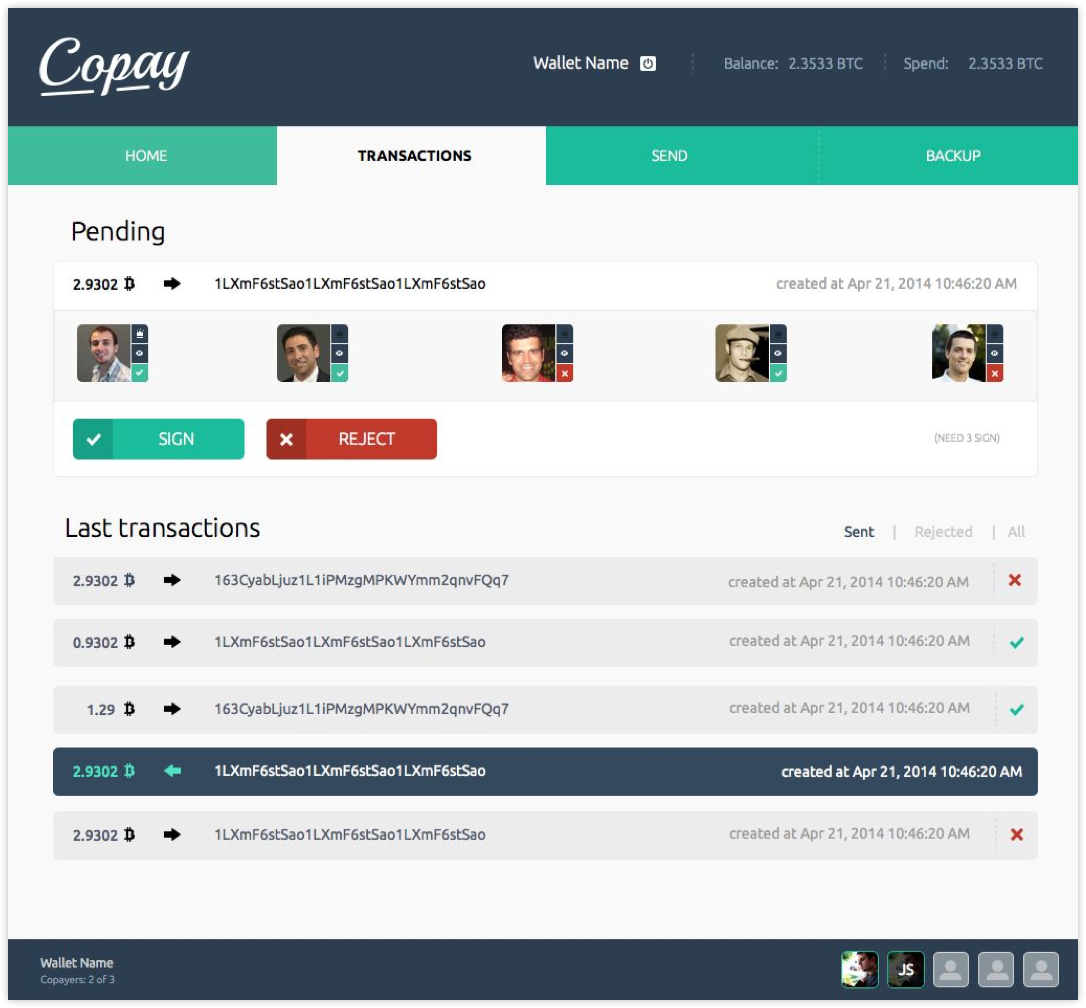 Copay
Wallet Name
Balance: 2.3533 BTC
Spend: 2.3533 BTC
HOME
TRANSACTIONS
SEND
BACKUP
Pending
2.9302 1LXmF6stSao1LXmF6stSao1LXmF6stSao created at Apr 21, 2014 10:46:20 AM
SIGN
REJECT
(NEED 3 SIGN)
Last transactions
Sent | Rejected | All
2.9302 163CyabLjuz1L1iPMzgMPKWYmm2qnvFQq7 created at Apr 21, 2014 10:46:20 AM
0.9302 1LXmF6stSao1LXmF6stSao1LXmF6stSao created at Apr 21, 2014 10:46:20 AM
1.29 163CyabLjuz1L1iPMzgMPKWYmm2qnvFQq7 created at Apr 21, 2014 10:46:20 AM
2.9302 1LXmF6stSao1LXmF6stSao1LXmF6stSao created at Apr 21, 2014 10:46:20 AM
2.9302 1LXmF6stSao1LXmF6stSao1LXmF6stSao created at Apr 21, 2014 10:46:20 AM
Wallet Name
Copayers: 2 of 3
JS